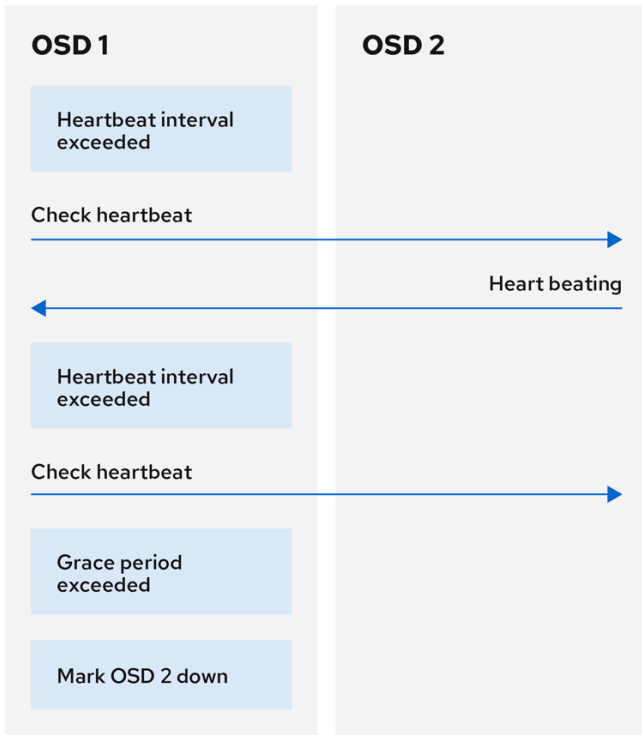 OSD 1
OSD 2
Heartbeat interval
exceeded
Check heartbeat
Heart beating
Heartbeat interval
exceeded
Check heartbeat
Grace period
exceeded
Mark OSD 2 down